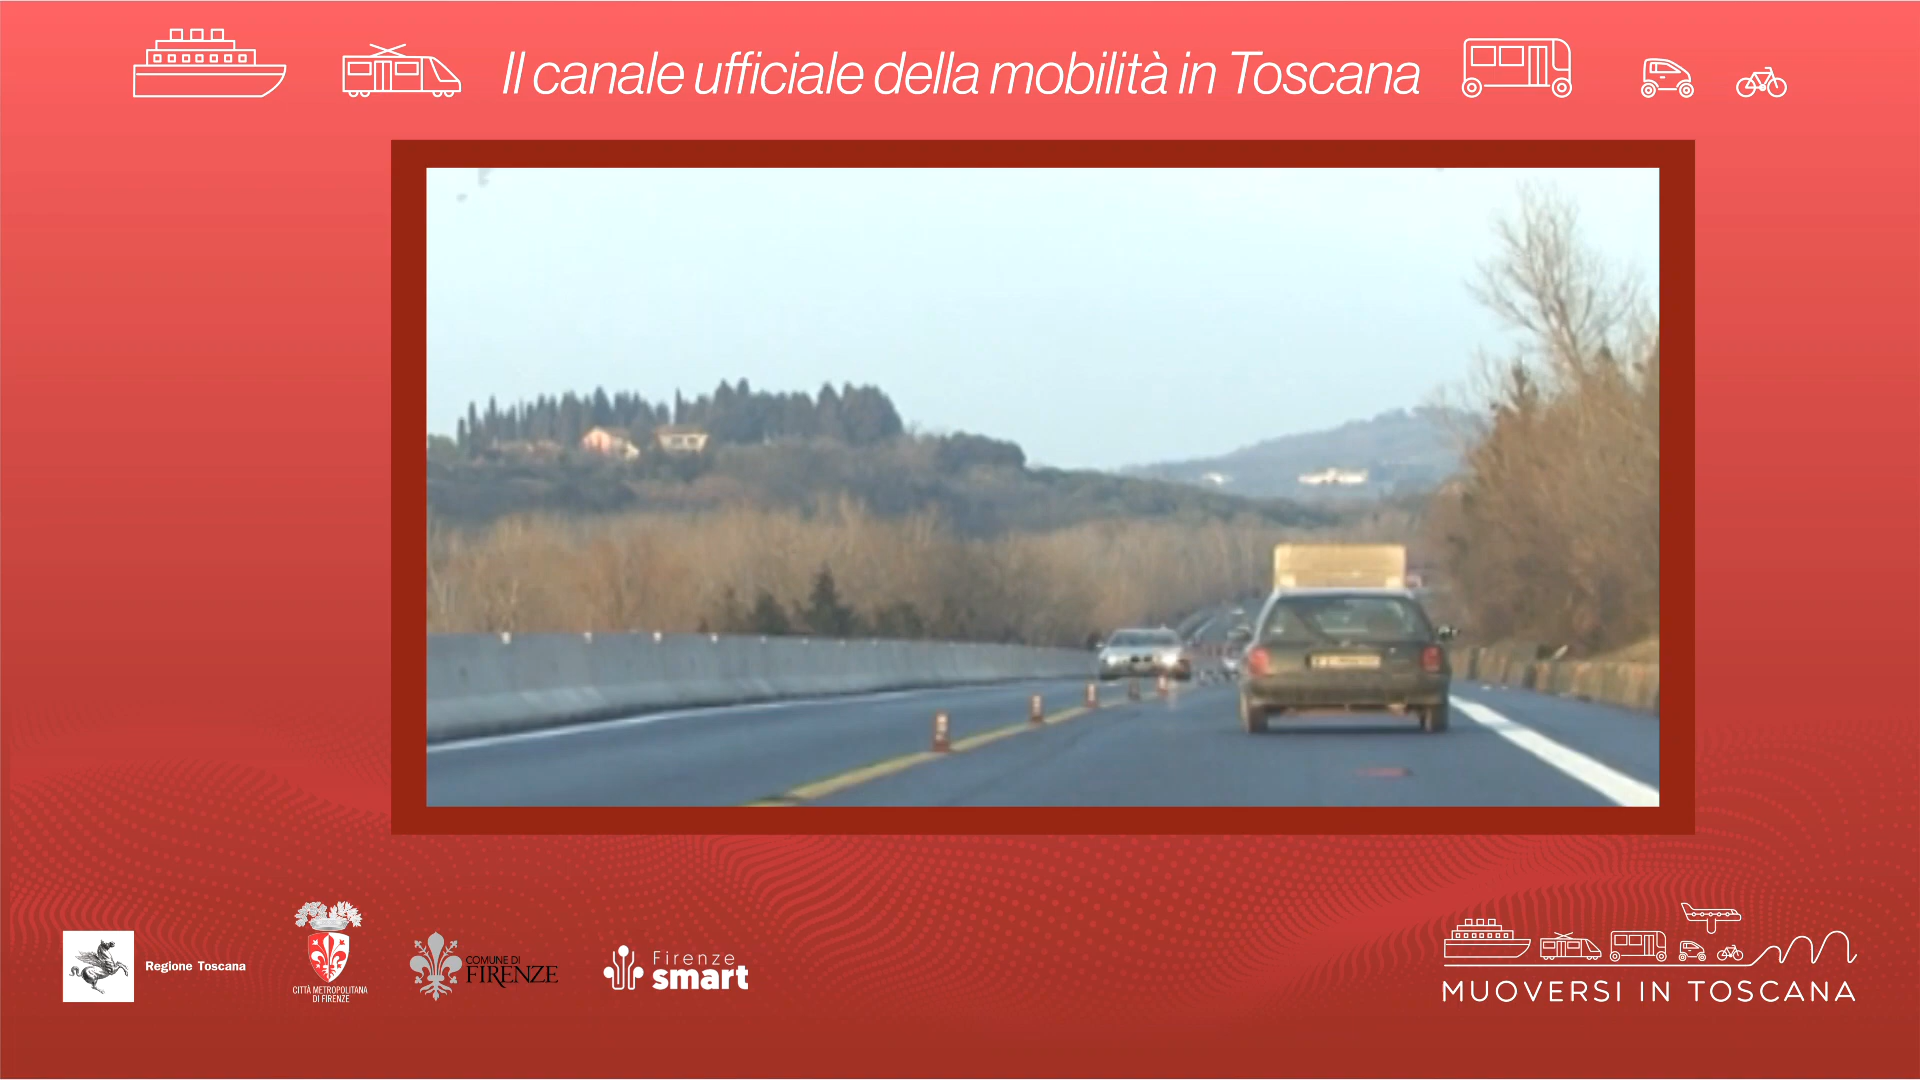 Il canale ufficiale della mobilità in Toscana
Regione Toscana
CITTÀ METROPOLITANA
DI FIRENZE
COMUNE DI
FIRENZE
Firenze
smart
MUOVERSI IN TOSCANA